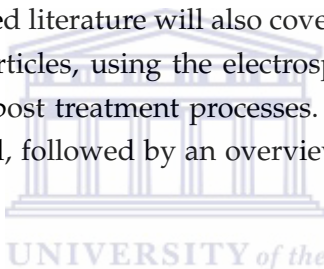 ed literature will also cove
rticles, using the electrosp
post treatment processes.
l, followed by an overview
UNIVERSITY of the